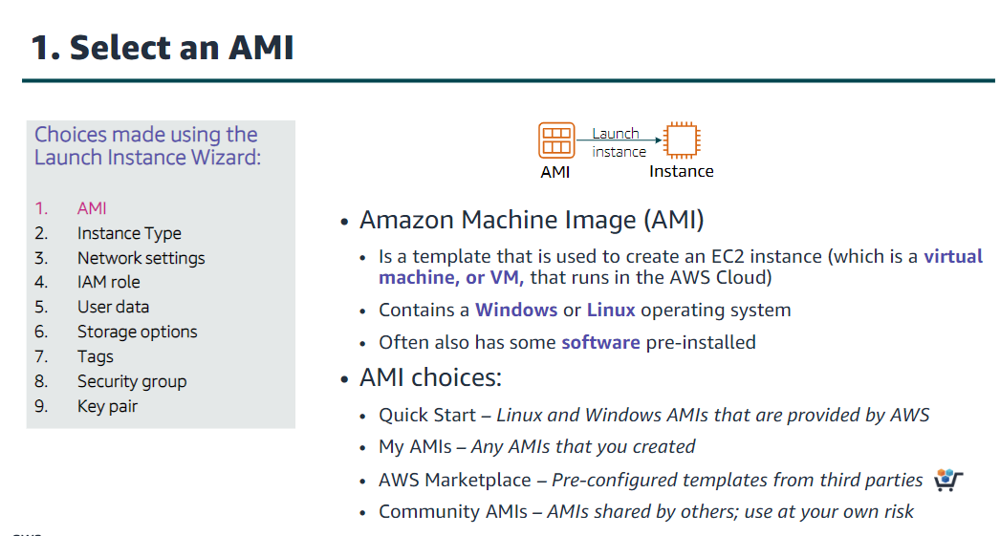 1. Select an AMI
Choices made using the
Launch Instance Wizard:
1. AMI
2. Instance Type
3. Network settings
4. IAM role
5. User data
6. Storage options
7. Tags
8. Security group
9. Key pair
Launch
instance
AMI
Instance
• Amazon Machine Image (AMI)
• Is a template that is used to create an EC2 instance (which is a virtual
machine, or VM, that runs in the AWS Cloud)
• Contains a Windows or Linux operating system
• Often also has some software pre-installed
• AMI choices:
• Quick Start – Linux and Windows AMIs that are provided by AWS
• My AMIs – Any AMIs that you created
• AWS Marketplace – Pre-configured templates from third parties
• Community AMIs – AMIs shared by others; use at your own risk